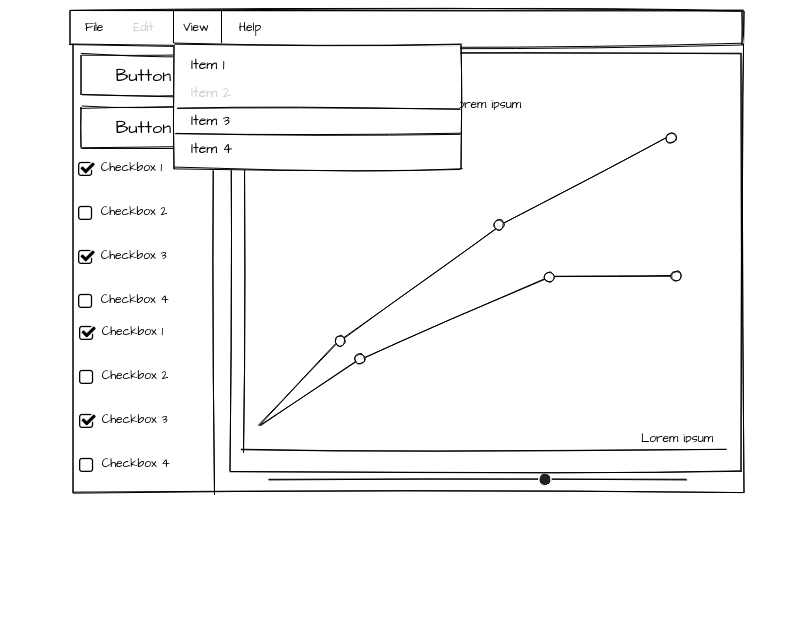 File Edit View Help
Button
Button
Item 1
Item 2
Item 3
Item 4
orem ipsum
Checkbox 1
Checkbox 2
Checkbox 3
Checkbox 4
Checkbox 1
Checkbox 2
Checkbox 3
Checkbox 4
Lorem ipsum